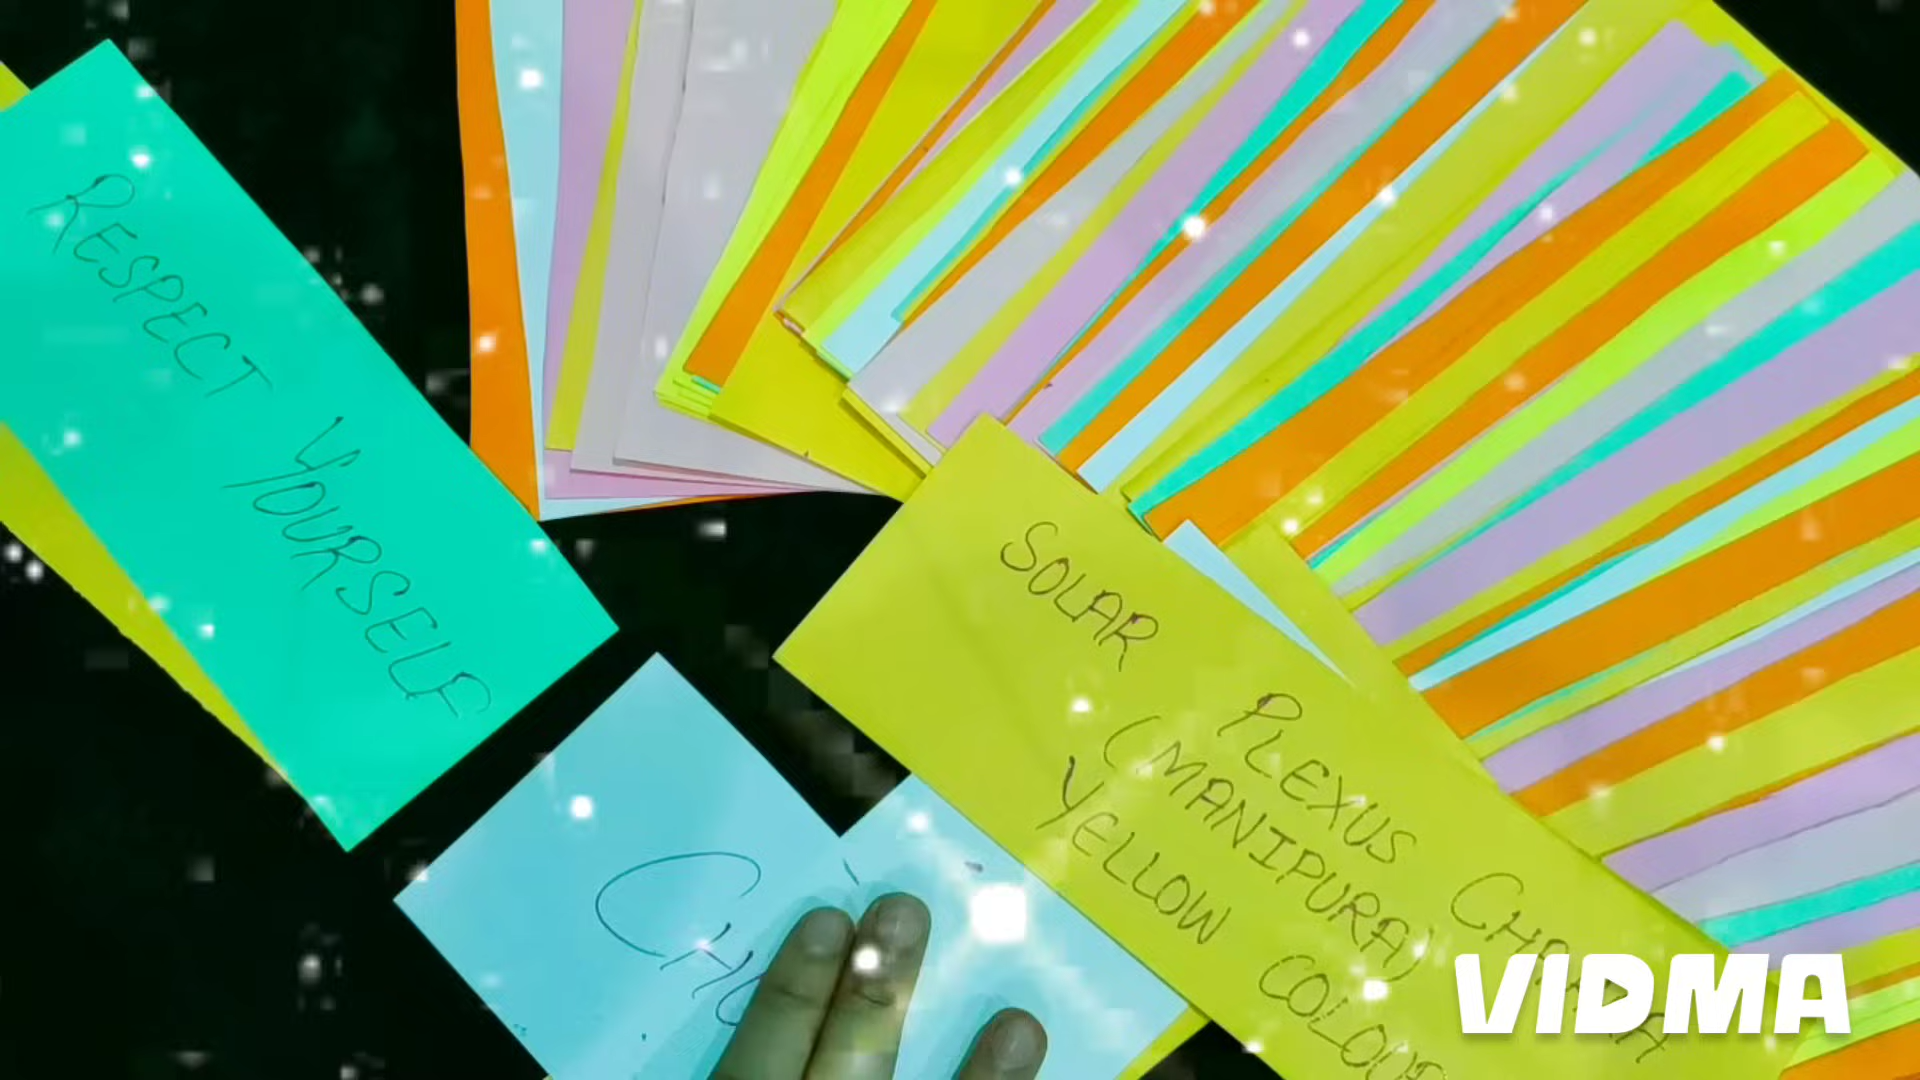 RESPECT YOURSELF
SOLAR PLEXUS CHAKRA
(MANIPURA)
YELLOW COLOUR
VIDMA